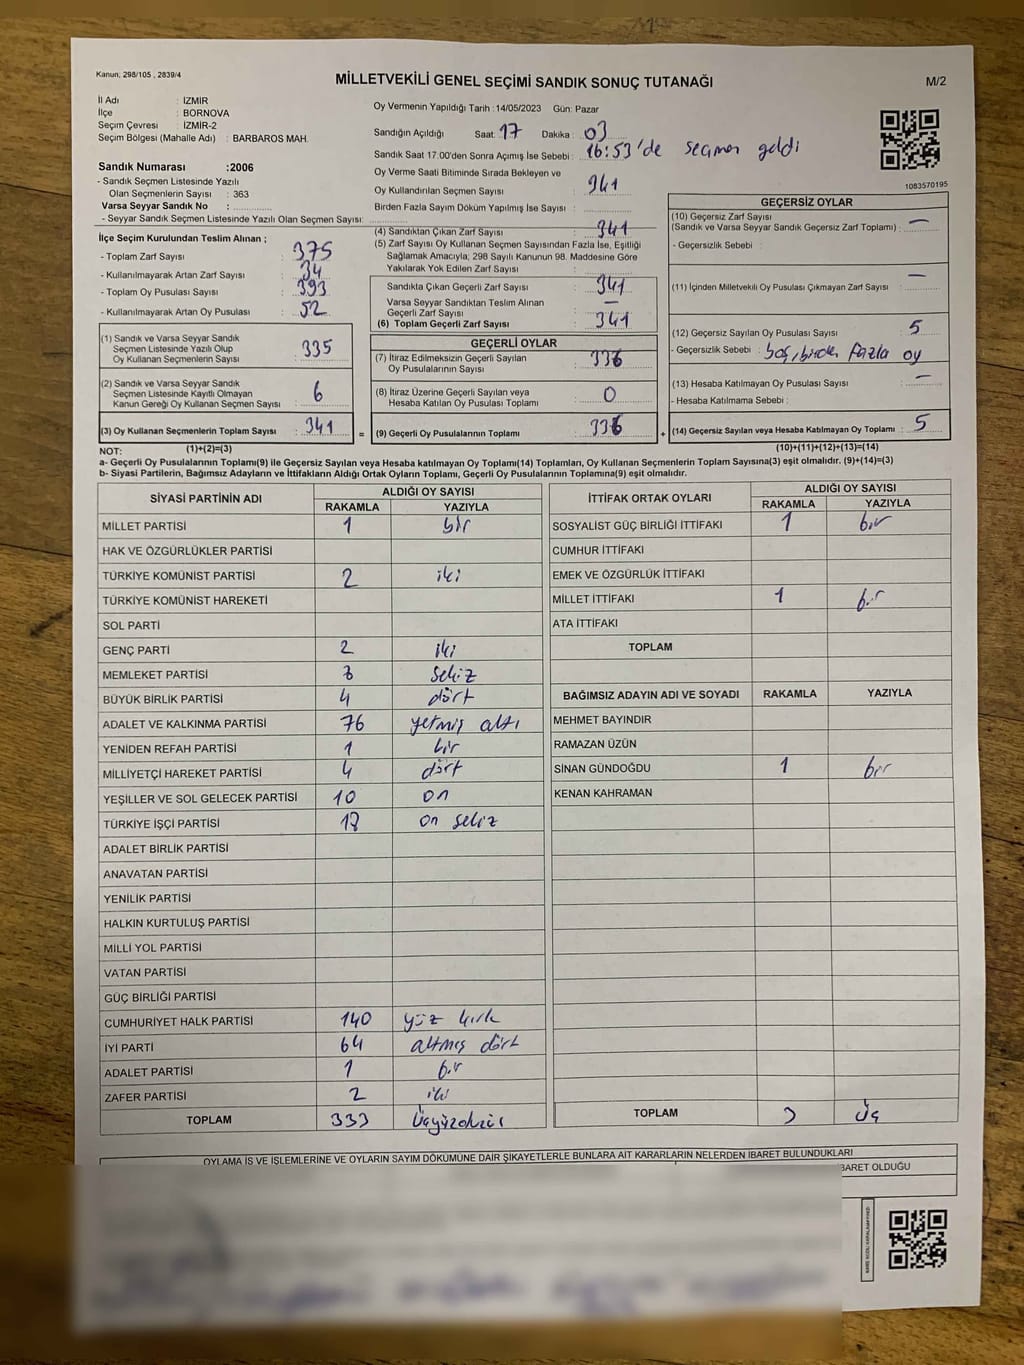 Kanun: 298/105 , 2839/4
MİLLETVEKİLİ GENEL SEÇİMİ SANDIK SONUÇ TUTANAĞI
M/2
İl Adı : İZMİR
İlçe : BORNOVA
Seçim Çevresi : İZMİR-2
Seçim Bölgesi (Mahalle Adı) : BARBAROS MAH.
Sandık Numarası :2006
- Sandık Seçmen Listesinde Yazılı
Olan Seçmenlerin Sayısı : 363
Varsa Seyyar Sandık No :
- Seyyar Sandık Seçmen Listesinde Yazılı Olan Seçmen Sayısı:
Oy Vermenin Yapıldığı Tarih : 14/05/2023 Gün: Pazar
Sandığın Açıldığı Saat: 17 Dakika : 03
Sandık Saat 17.00'den Sonra Açımış İse Sebebi : 16:53'de seçmen geldi
Oy Verme Saati Bitiminde Sırada Bekleyen ve
Oy Kullandırılan Seçmen Sayısı : 341
Birden Fazla Sayım Döküm Yapılmış İse Sayısı :
1083570195
İlçe Seçim Kurulundan Teslim Alınan ;
- Toplam Zarf Sayısı : 375
- Kullanılmayarak Artan Zarf Sayısı : 34
- Toplam Oy Pusulası Sayısı : 393
- Kullanılmayarak Artan Oy Pusulası : 52
(1) Sandık ve Varsa Seyyar Sandık
Seçmen Listesinde Yazılı Olup
Oy Kullanan Seçmenlerin Sayısı : 335
(2) Sandık ve Varsa Seyyar Sandık
Seçmen Listesinde Kayıtlı Olmayan
Kanun Gereği Oy Kullanan Seçmen Sayısı : 6
(3) Oy Kullanan Seçmenlerin Toplam Sayısı : 341
(4) Sandıktan Çıkan Zarf Sayısı : 341
(5) Zarf Sayısı Oy Kullanan Seçmen Sayısından Fazla İse, Eşitliği
Sağlamak Amacıyla; 298 Sayılı Kanunun 98. Maddesine Göre
Yakılarak Yok Edilen Zarf Sayısı :
Sandıkta Çıkan Geçerli Zarf Sayısı : 341
Varsa Seyyar Sandıktan Teslim Alınan
Geçerli Zarf Sayısı : —
(6) Toplam Geçerli Zarf Sayısı : 341
GEÇERLİ OYLAR
(7) İtiraz Edilmeksizin Geçerli Sayılan
Oy Pusulalarının Sayısı : 336
(8) İtiraz Üzerine Geçerli Sayılan veya
Hesaba Katılan Oy Pusulası Toplamı : 0
= (9) Geçerli Oy Pusulalarının Toplamı : 336
GEÇERSİZ OYLAR
(10) Geçersiz Zarf Sayısı
(Sandık ve Varsa Seyyar Sandık Geçersiz Zarf Toplamı) : —
- Geçersizlik Sebebi :
(11) İçinden Milletvekili Oy Pusulası Çıkmayan Zarf Sayısı : —
(12) Geçersiz Sayılan Oy Pusulası Sayısı : 5
- Geçersizlik Sebebi : boş, birden fazla oy
(13) Hesaba Katılmayan Oy Pusulası Sayısı : —
- Hesaba Katılmama Sebebi :
+ (14) Geçersiz Sayılan veya Hesaba Katılmayan Oy Toplamı : 5
NOT: (1)+(2)=(3) (10)+(11)+(12)+(13)=(14)
a- Geçerli Oy Pusulalarının Toplamı(9) ile Geçersiz Sayılan veya Hesaba katılmayan Oy Toplamı(14) Toplamları, Oy Kullanan Seçmenlerin Toplam Sayısına(3) eşit olmalıdır. (9)+(14)=(3)
b- Siyasi Partilerin, Bağımsız Adayların ve İttifakların Aldığı Ortak Oyların Toplamı, Geçerli Oy Pusulalarının Toplamına(9) eşit olmalıdır.
SİYASİ PARTİNİN ADI ALDIĞI OY SAYISI
RAKAMLA YAZIYLA
MİLLET PARTİSİ 1 bir
HAK VE ÖZGÜRLÜKLER PARTİSİ
TÜRKİYE KOMÜNİST PARTİSİ 2 iki
TÜRKİYE KOMÜNİST HAREKETİ
SOL PARTİ
GENÇ PARTİ 2 iki
MEMLEKET PARTİSİ 8 sekiz
BÜYÜK BİRLİK PARTİSİ 4 dört
ADALET VE KALKINMA PARTİSİ 76 yetmiş altı
YENİDEN REFAH PARTİSİ 1 bir
MİLLİYETÇİ HAREKET PARTİSİ 4 dört
YEŞİLLER VE SOL GELECEK PARTİSİ 10 on
TÜRKİYE İŞÇİ PARTİSİ 18 on sekiz
ADALET BİRLİK PARTİSİ
ANAVATAN PARTİSİ
YENİLİK PARTİSİ
HALKIN KURTULUŞ PARTİSİ
MİLLİ YOL PARTİSİ
VATAN PARTİSİ
GÜÇ BİRLİĞİ PARTİSİ
CUMHURİYET HALK PARTİSİ 140 yüz kırk
İYİ PARTİ 64 altmış dört
ADALET PARTİSİ 1 bir
ZAFER PARTİSİ 2 iki
TOPLAM 333
İTTİFAK ORTAK OYLARI ALDIĞI OY SAYISI
RAKAMLA YAZIYLA
SOSYALİST GÜÇ BİRLİĞİ İTTİFAKI 1 bir
CUMHUR İTTİFAKI
EMEK VE ÖZGÜRLÜK İTTİFAKI
MİLLET İTTİFAKI 1 bir
ATA İTTİFAKI
TOPLAM
BAĞIMSIZ ADAYIN ADI VE SOYADI RAKAMLA YAZIYLA
MEHMET BAYINDIR
RAMAZAN ÜZÜN
SİNAN GÜNDOĞDU 1 bir
KENAN KAHRAMAN
TOPLAM 3 üç
OYLAMA İŞ VE İŞLEMLERİNE VE OYLARIN SAYIM DÖKÜMÜNE DAİR ŞİKAYETLERLE BUNLARA AİT KARARLARIN NELERDEN İBARET BULUNDUKLARI
BARET OLDUĞU